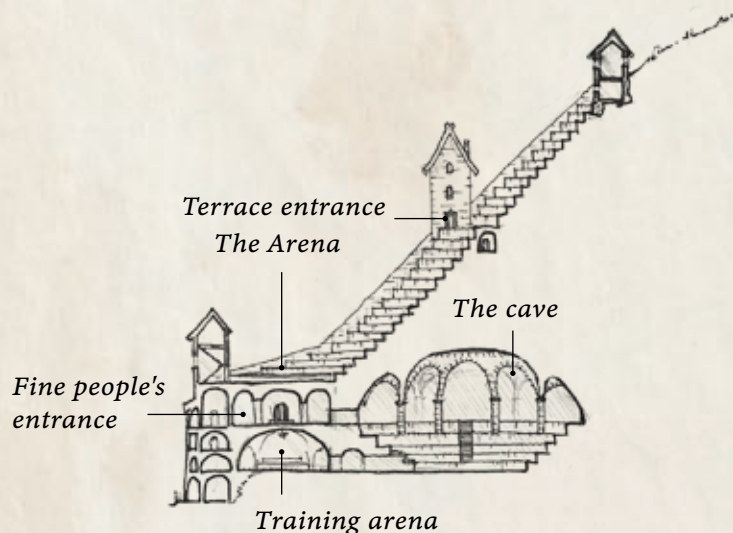 Terrace entrance
The Arena
The cave
Fine people's
entrance
Training arena